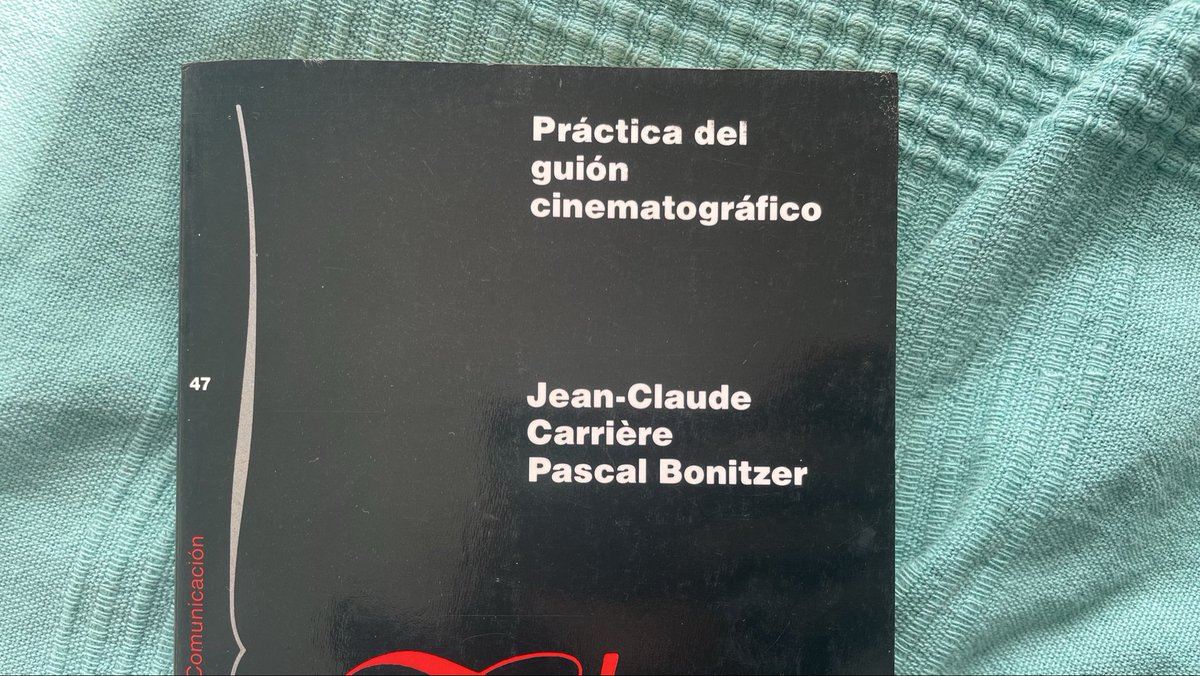 Práctica del
guión
cinematográfico
47
Jean-Claude
Carrière
Pascal Bonitzer
Comunicación